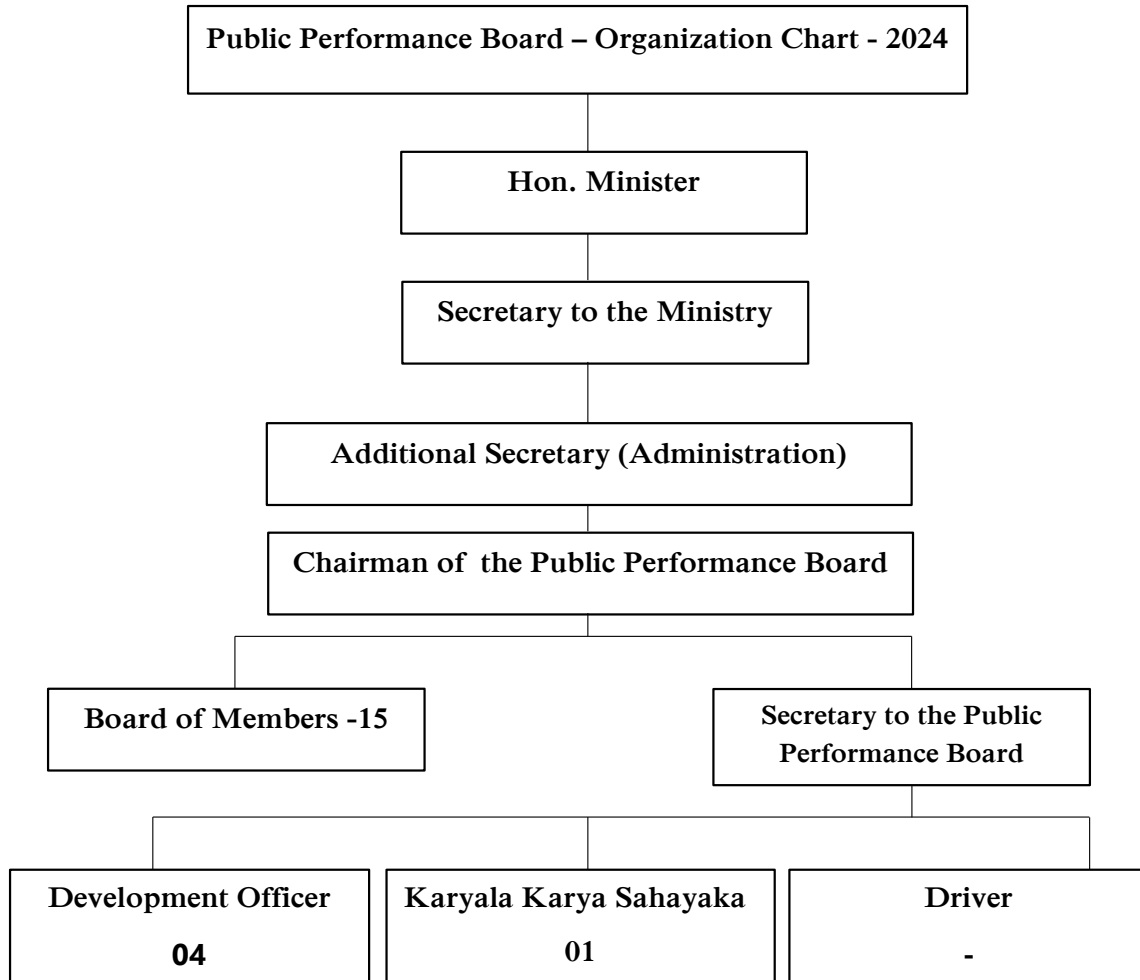 Public Performance Board – Organization Chart - 2024
Hon. Minister
Secretary to the Ministry
Additional Secretary (Administration)
Chairman of  the Public Performance Board
Board of Members -15
Secretary to the Public
Performance Board
Development Officer
04
Karyala Karya Sahayaka
01
Driver
-